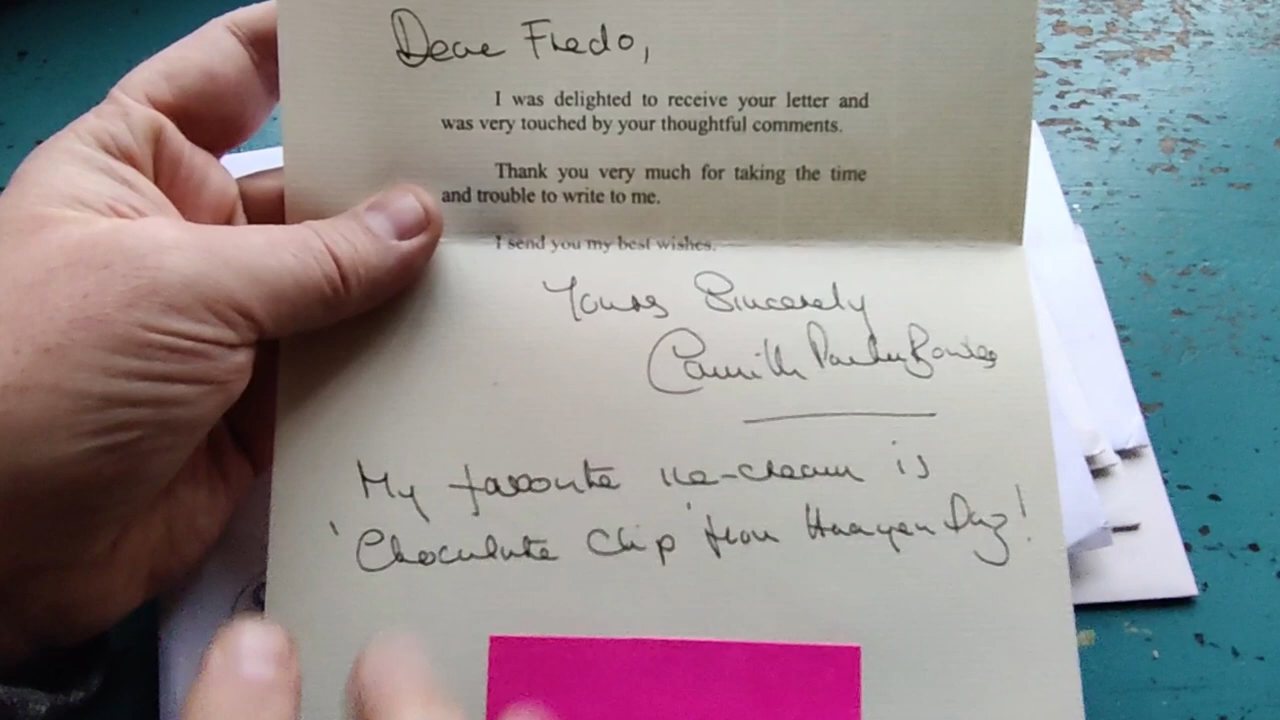 Dear Fredo,
I was delighted to receive your letter and
was very touched by your thoughtful comments.
Thank you very much for taking the time
and trouble to write to me.
I send you my best wishes.
Yours Sincerely
Camilla Parker Bowles
My favourite ice-cream is
'Chocolate Chip' from Haagen Daz!